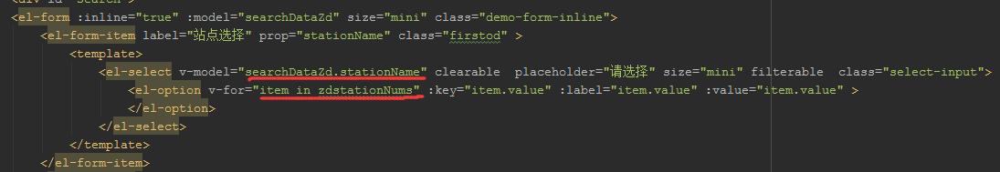 <div id="search">
<el-form :inline="true" :model="searchDataZd" size="mini" class="demo-form-inline">
<el-form-item label="站点选择" prop="stationName" class="firstod" >
<template>
<el-select v-model="searchDataZd.stationName" clearable  placeholder="请选择" size="mini" filterable  class="select-input">
<el-option v-for="item in zdstationNums" :key="item.value" :label="item.value" :value="item.value" >
</el-option>
</el-select>
</template>
</el-form-item>